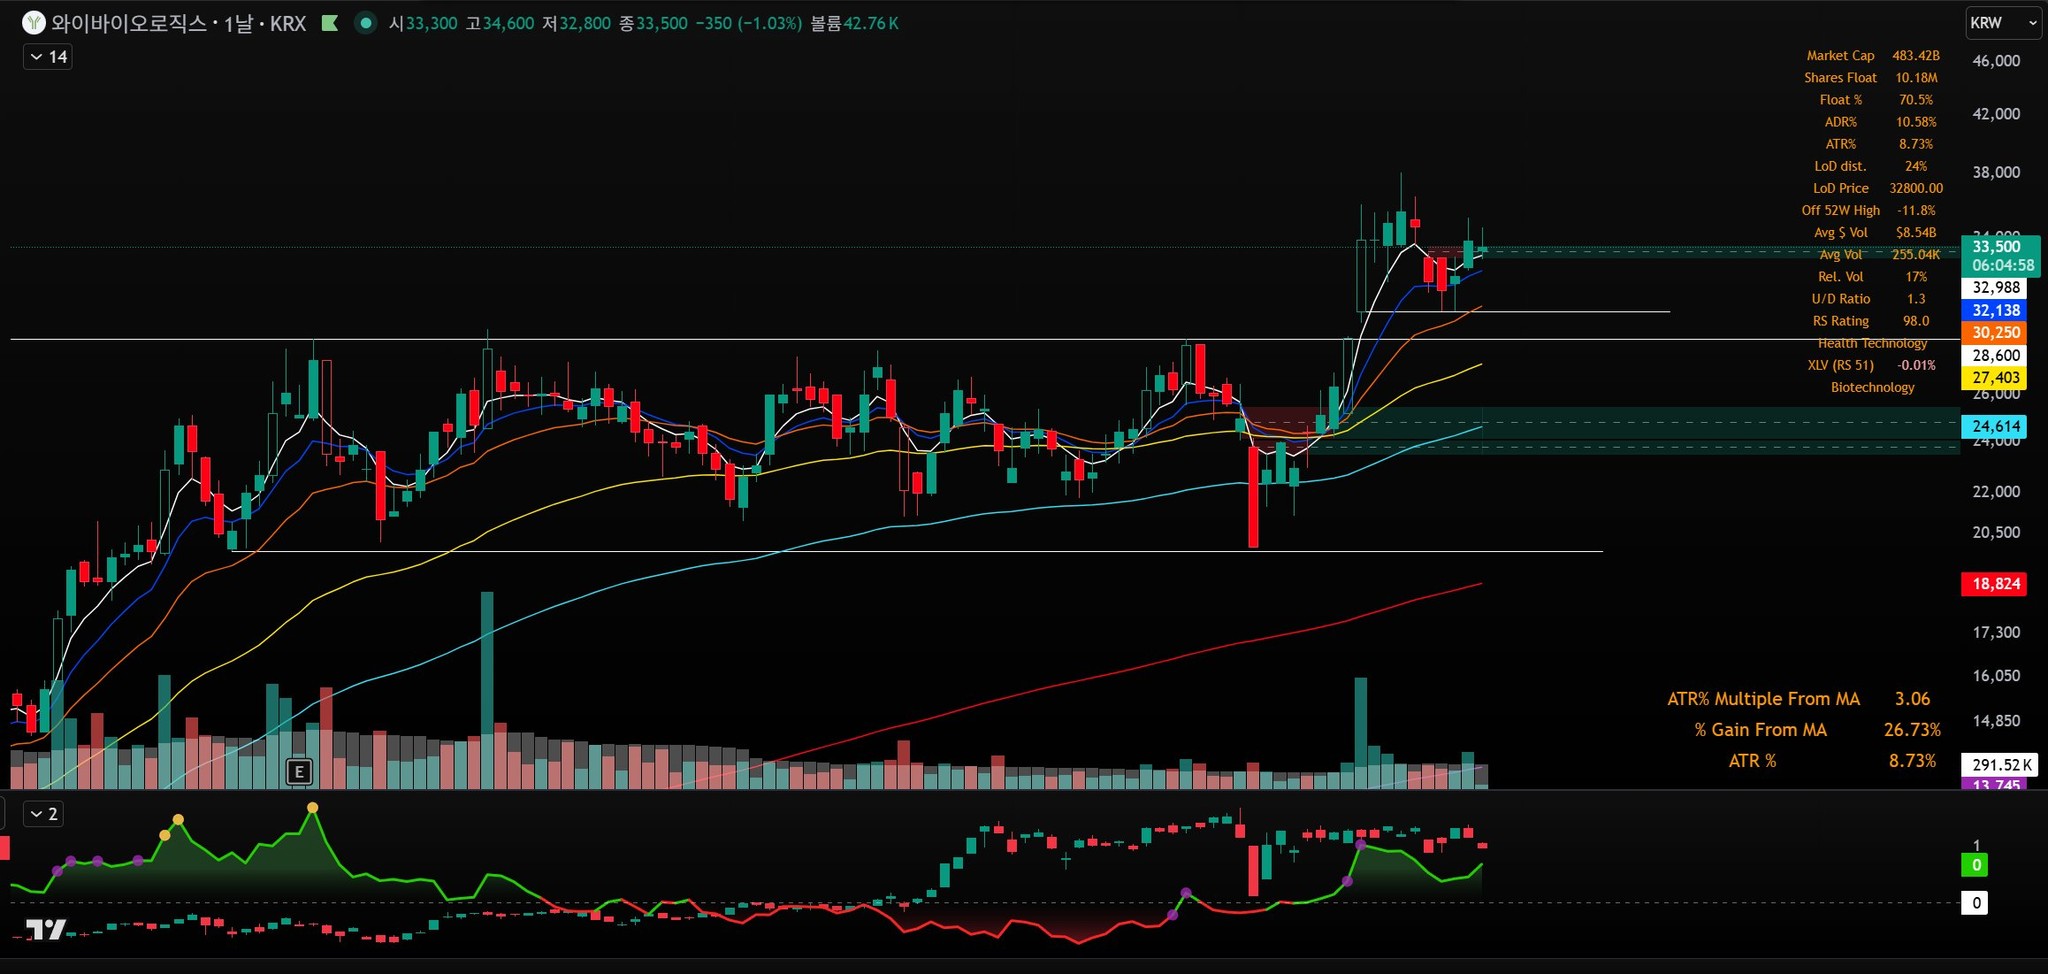 와이바이오로직스 · 1날 · KRX 시33,300 고34,600 저32,800 종33,500 −350 (−1.03%) 볼륨42.76 K
14
KRW
46,000
42,000
38,000
33,500
06:04:58
32,988
32,138
30,250
28,600
27,403
26,000
24,614
24,000
22,000
20,500
18,824
17,300
16,050
14,850
291.52 K
13,745
Market Cap 483.42B
Shares Float 10.18M
Float % 70.5%
ADR% 10.58%
ATR% 8.73%
LoD dist. 24%
LoD Price 32800.00
Off 52W High -11.8%
Avg $ Vol $8.54B
Avg Vol 255.04K
Rel. Vol 17%
U/D Ratio 1.3
RS Rating 98.0
Health Technology
XLV (RS 51) -0.01%
Biotechnology
ATR% Multiple From MA 3.06
% Gain From MA 26.73%
ATR % 8.73%
E
2
1
0
0